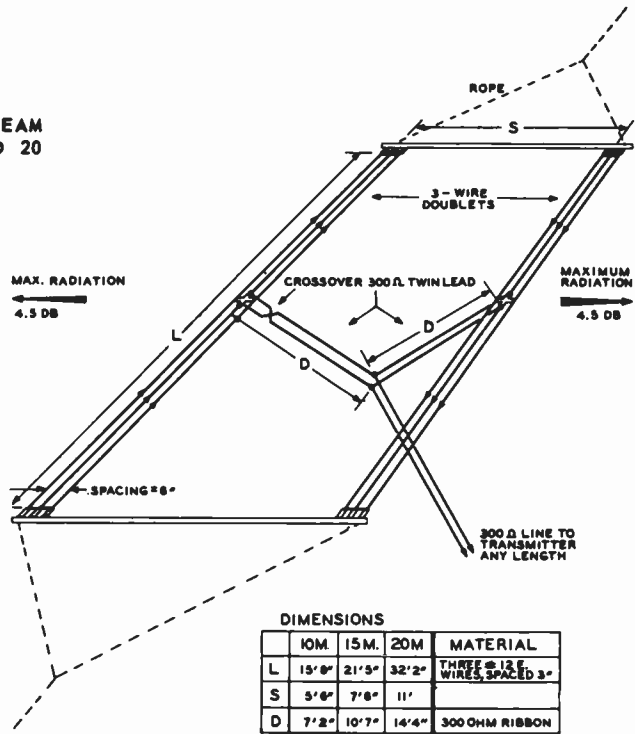 EAM
20
ROPE
S
3-WIRE
DOUBLETS
MAX. RADIATION
4.5 DB
CROSSOVER 300Ω TWIN LEAD
MAXIMUM
RADIATION
4.5 DB
D
L
D
SPACING=6"
300 Ω LINE TO
TRANSMITTER
ANY LENGTH
DIMENSIONS
10M. 15M. 20M MATERIAL
L 15'8" 21'5" 32'2" THREE #12 E. WIRES, SPACED 3"
S 5'6" 7'8" 11'
D 7'2" 10'7" 14'4" 300 OHM RIBBON